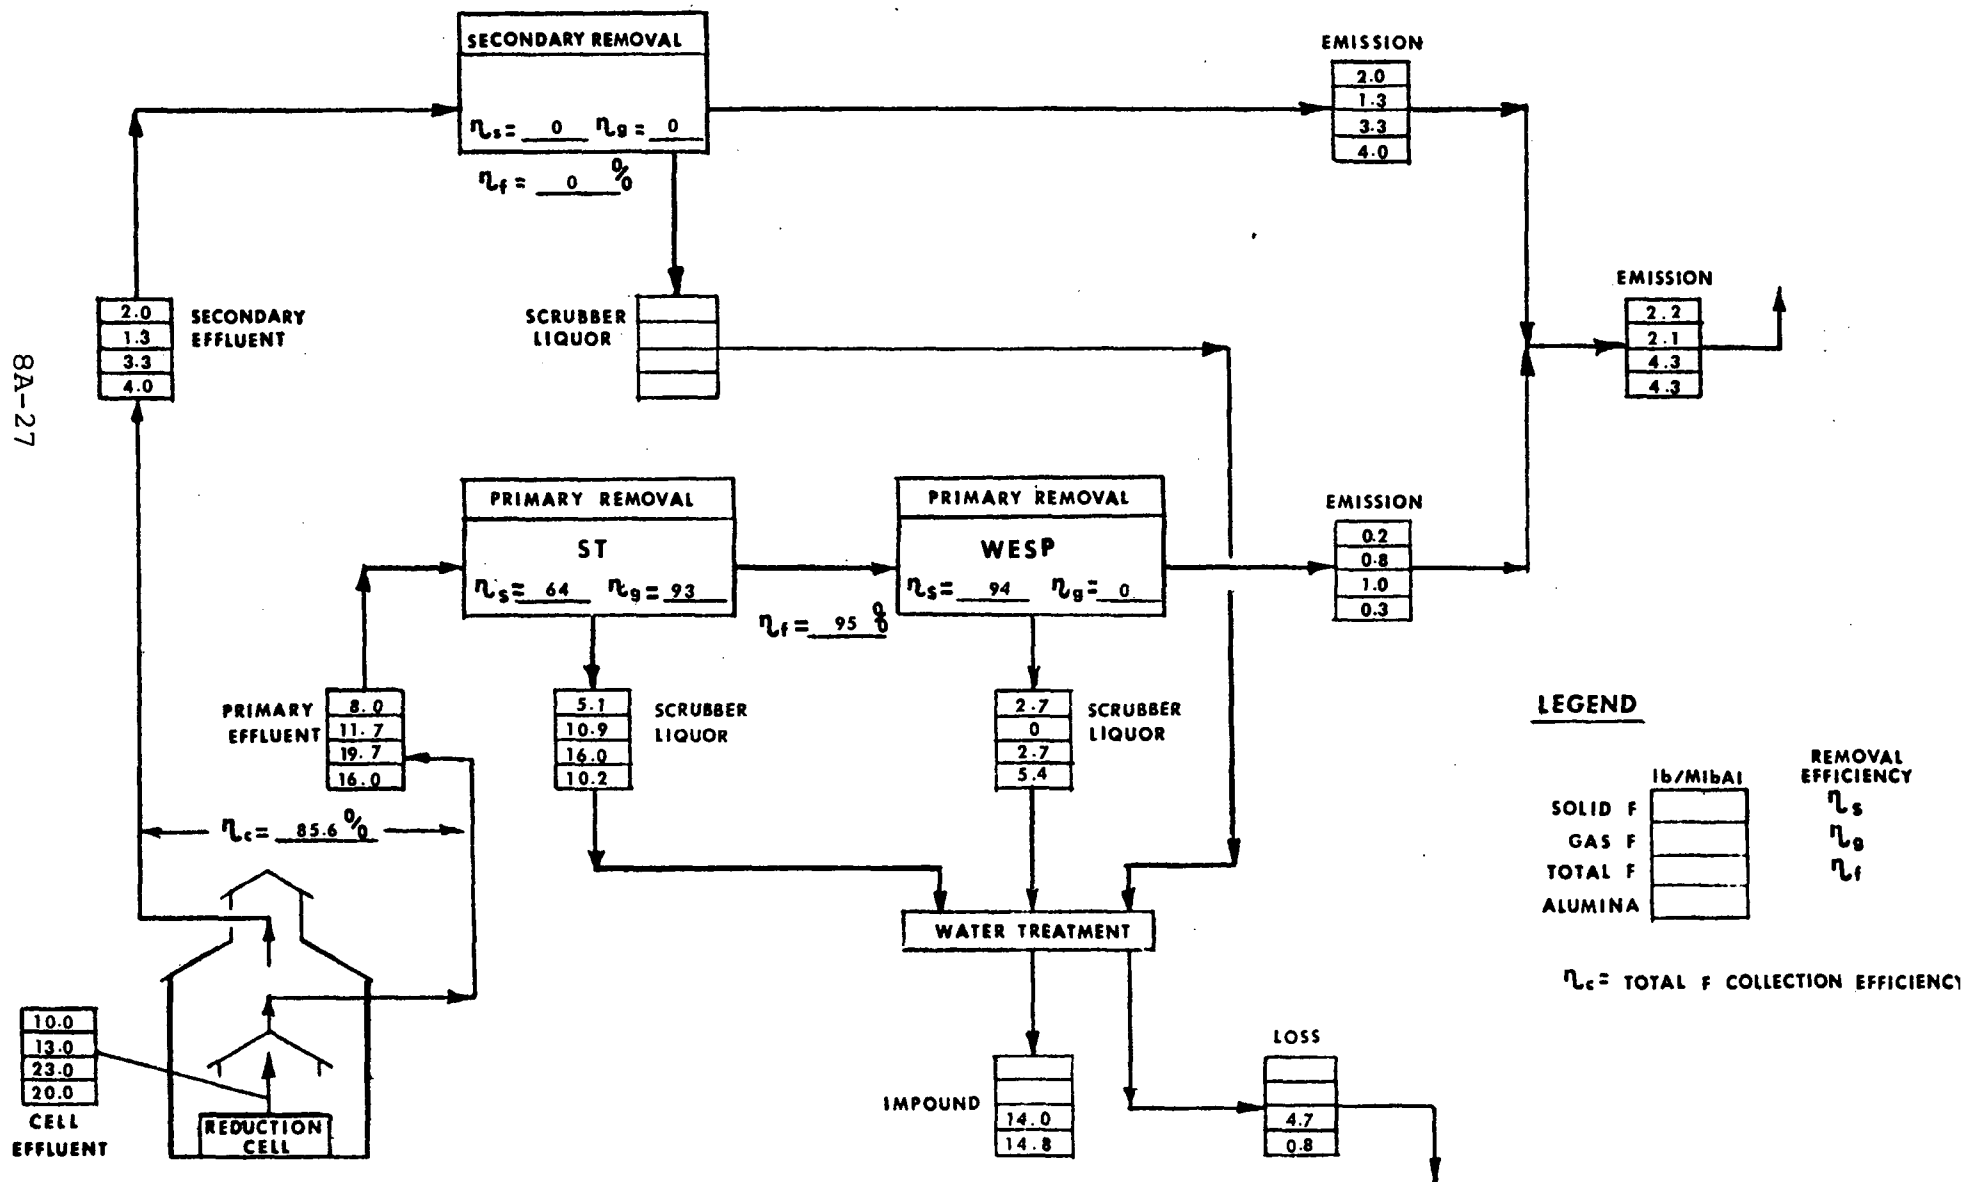 SECONDARY REMOVAL
ηs = 0 ηg = 0
ηf = 0 %
EMISSION
2.0
1.3
3.3
4.0
2.0
1.3
3.3
4.0
SECONDARY
EFFLUENT
SCRUBBER
LIQUOR
EMISSION
2.2
2.1
4.3
4.3
8A-27
PRIMARY REMOVAL
ST
ηs = 64 ηg = 93
PRIMARY REMOVAL
WESP
ηs = 94 ηg = 0
ηf = 95 %
EMISSION
0.2
0.8
1.0
0.3
PRIMARY
EFFLUENT
8.0
11.7
19.7
16.0
5.1
10.9
16.0
10.2
SCRUBBER
LIQUOR
2.7
0
2.7
5.4
SCRUBBER
LIQUOR
ηc = 85.6 %
WATER TREATMENT
LEGEND
lb/MlbAl
REMOVAL
EFFICIENCY
SOLID F ηs
GAS F ηg
TOTAL F ηf
ALUMINA
ηc = TOTAL F COLLECTION EFFICIENCY
10.0
13.0
23.0
20.0
CELL
EFFLUENT
REDUCTION
CELL
IMPOUND
14.0
14.8
LOSS
4.7
0.8